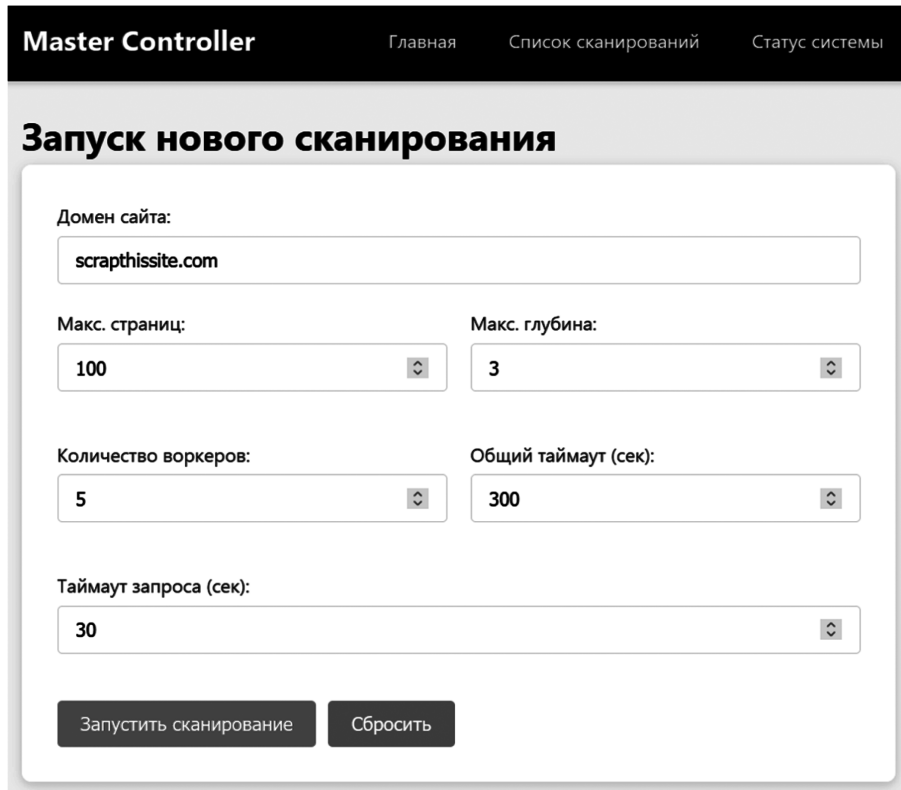 Master Controller Главная Список сканирований Статус системы
Запуск нового сканирования
Домен сайта:
scrapthissite.com
Макс. страниц: Макс. глубина:
100 3
Количество воркеров: Общий таймаут (сек):
5 300
Таймаут запроса (сек):
30
Запустить сканирование Сбросить